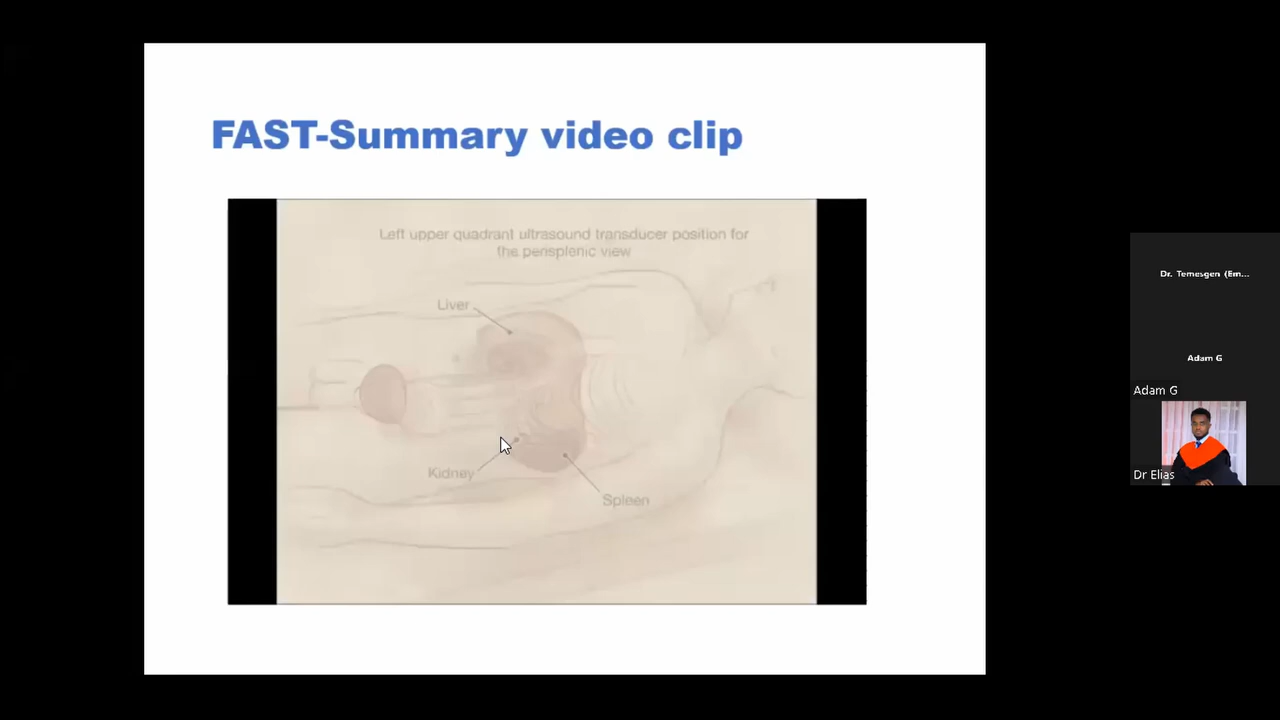 FAST-Summary video clip
Left upper quadrant ultrasound transducer position for
the perisplenic view
Liver
Kidney
Spleen
Dr. Temesgen (Em...
Adam G
Adam G
Dr Elias